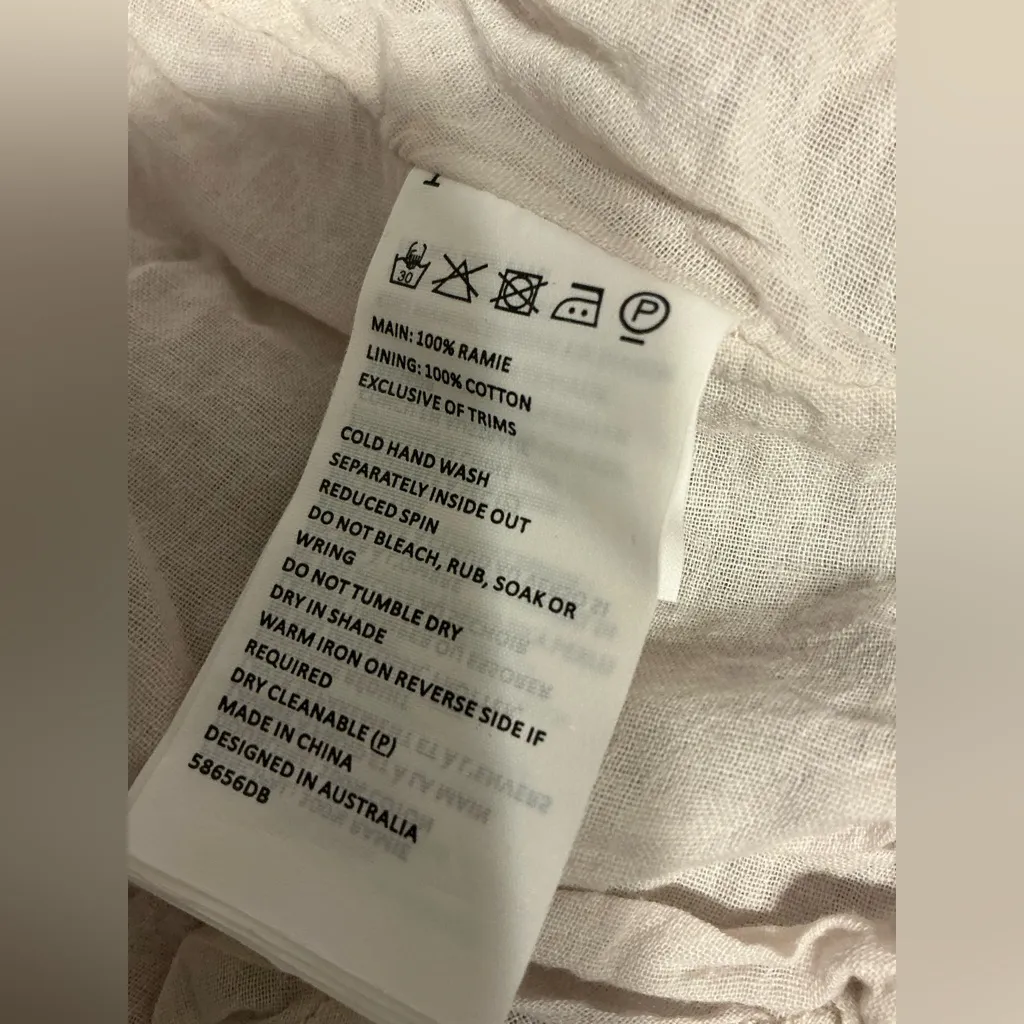 1
30
P
MAIN: 100% RAMIE
LINING: 100% COTTON
EXCLUSIVE OF TRIMS
COLD HAND WASH
SEPARATELY INSIDE OUT
REDUCED SPIN
DO NOT BLEACH, RUB, SOAK OR
WRING
DO NOT TUMBLE DRY
DRY IN SHADE
WARM IRON ON REVERSE SIDE IF
REQUIRED
DRY CLEANABLE (P)
MADE IN CHINA
DESIGNED IN AUSTRALIA
58656DB